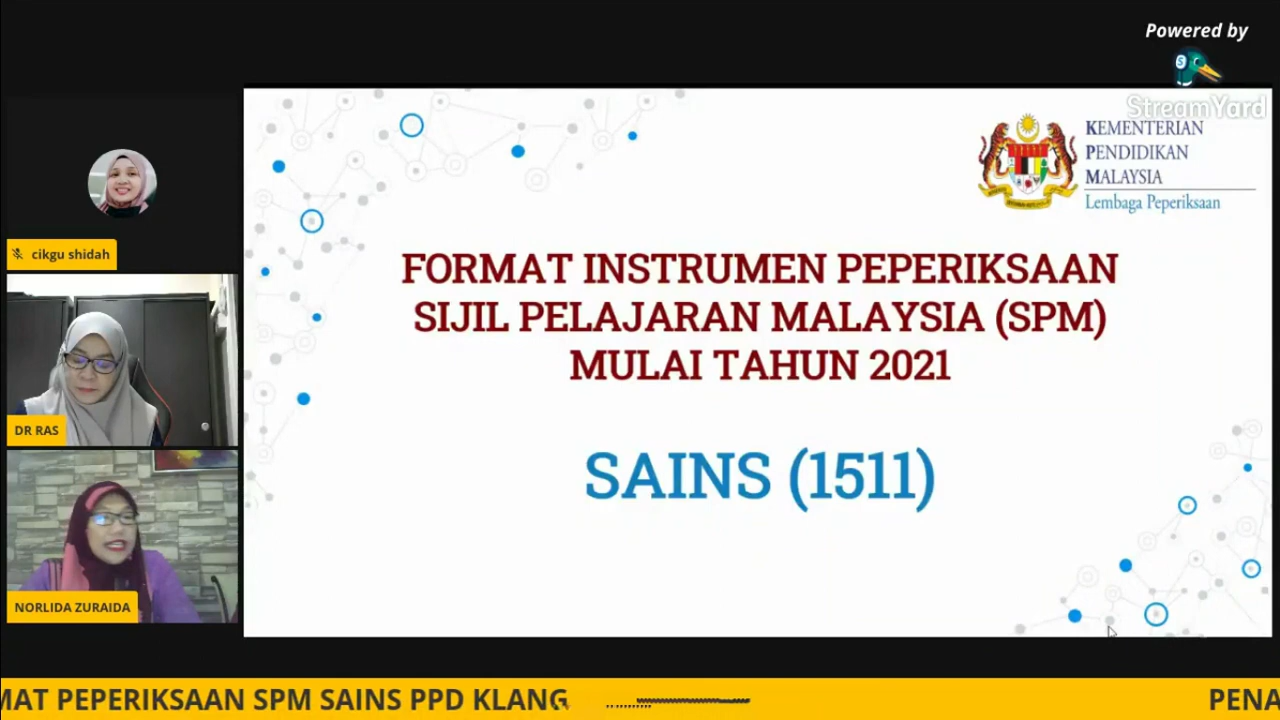 Powered by
StreamYard
KEMENTERIAN
PENDIDIKAN
MALAYSIA
Lembaga Peperiksaan
FORMAT INSTRUMEN PEPERIKSAAN
SIJIL PELAJARAN MALAYSIA (SPM)
MULAI TAHUN 2021
SAINS (1511)
cikgu shidah
DR RAS
NORLIDA ZURAIDA
MAT PEPERIKSAAN SPM SAINS PPD KLANG ........... PENA